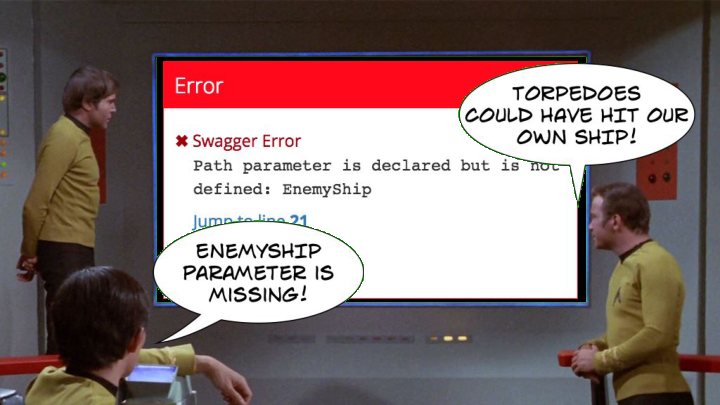 Error
TORPEDOES
COULD HAVE HIT OUR
OWN SHIP!
✖ Swagger Error
Path parameter is declared but is not
defined: EnemyShip
Jump to line 21
ENEMYSHIP
PARAMETER IS
MISSING!